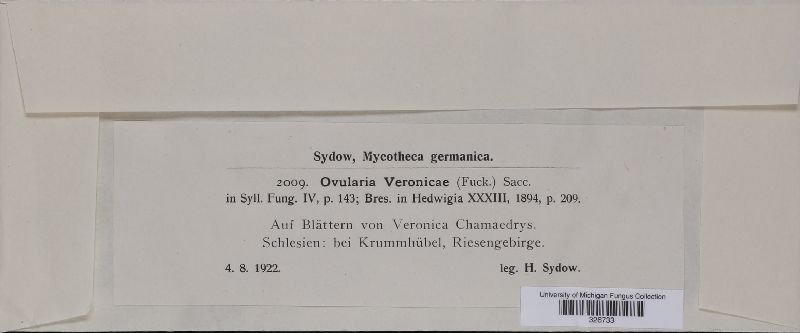 Sydow, Mycotheca germanica.
2009. Ovularia Veronicae (Fuck.) Sacc.
in Syll. Fung. IV, p. 143; Bres. in Hedwigia XXXIII, 1894, p. 209.
Auf Blättern von Veronica Chamaedrys.
Schlesien: bei Krummhübel, Riesengebirge.
4. 8. 1922. leg. H. Sydow.
University of Michigan Fungus Collection
326733